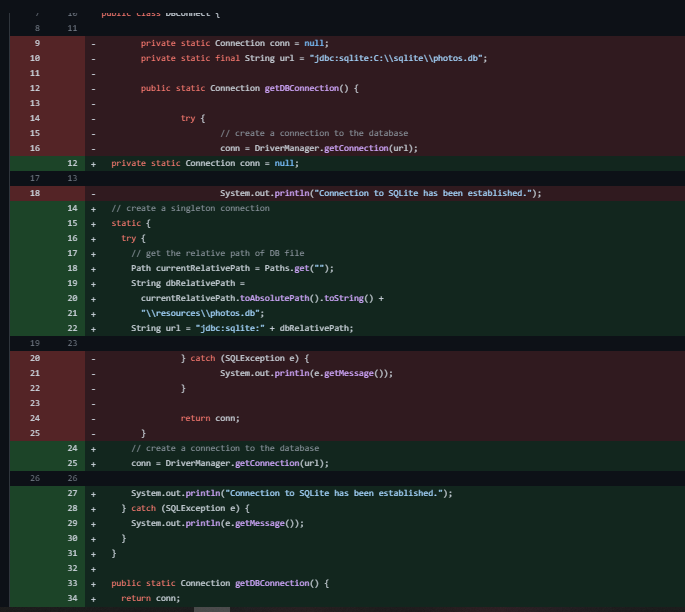 7 10 public class DBConnect {
8 11
9 - private static Connection conn = null;
10 - private static final String url = "jdbc:sqlite:C:\\sqlite\\photos.db";
11 -
12 - public static Connection getDBConnection() {
13 -
14 - try {
15 - // create a connection to the database
16 - conn = DriverManager.getConnection(url);
12 + private static Connection conn = null;
17 13
18 - System.out.println("Connection to SQLite has been established.");
14 + // create a singleton connection
15 + static {
16 + try {
17 + // get the relative path of DB file
18 + Path currentRelativePath = Paths.get("");
19 + String dbRelativePath =
20 + currentRelativePath.toAbsolutePath().toString() +
21 + "\\resources\\photos.db";
22 + String url = "jdbc:sqlite:" + dbRelativePath;
19 23
20 - } catch (SQLException e) {
21 - System.out.println(e.getMessage());
22 - }
23 -
24 - return conn;
25 - }
24 + // create a connection to the database
25 + conn = DriverManager.getConnection(url);
26 26
27 + System.out.println("Connection to SQLite has been established.");
28 + } catch (SQLException e) {
29 + System.out.println(e.getMessage());
30 + }
31 + }
32 +
33 + public static Connection getDBConnection() {
34 + return conn;